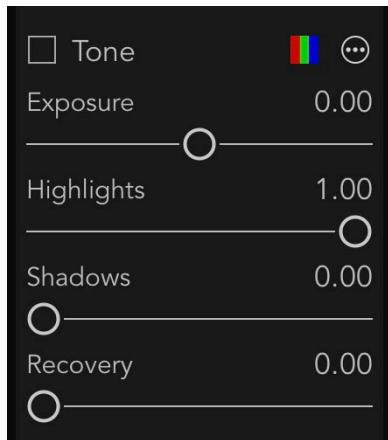 Tone
Exposure 0.00
Highlights 1.00
Shadows 0.00
Recovery 0.00